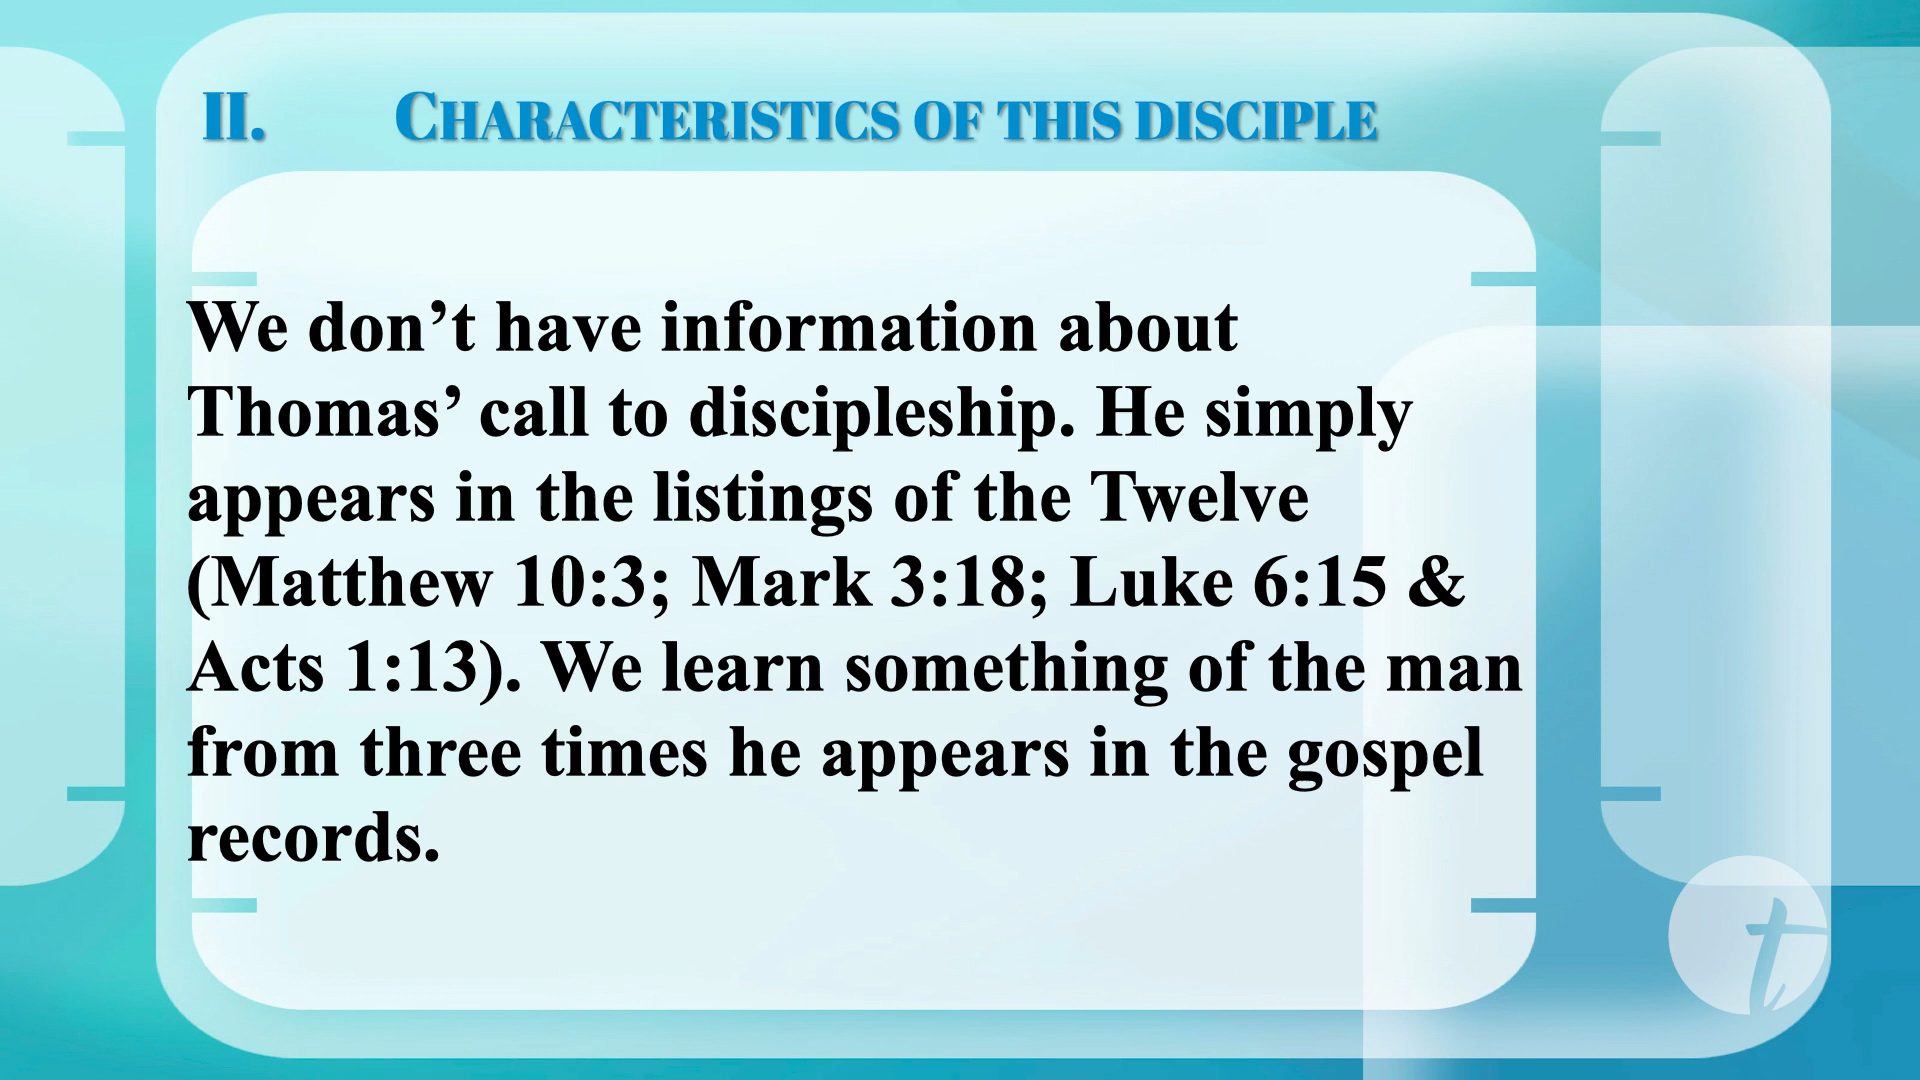 II. Characteristics of this disciple
We don’t have information about
Thomas’ call to discipleship. He simply
appears in the listings of the Twelve
(Matthew 10:3; Mark 3:18; Luke 6:15 &
Acts 1:13). We learn something of the man
from three times he appears in the gospel
records.
t